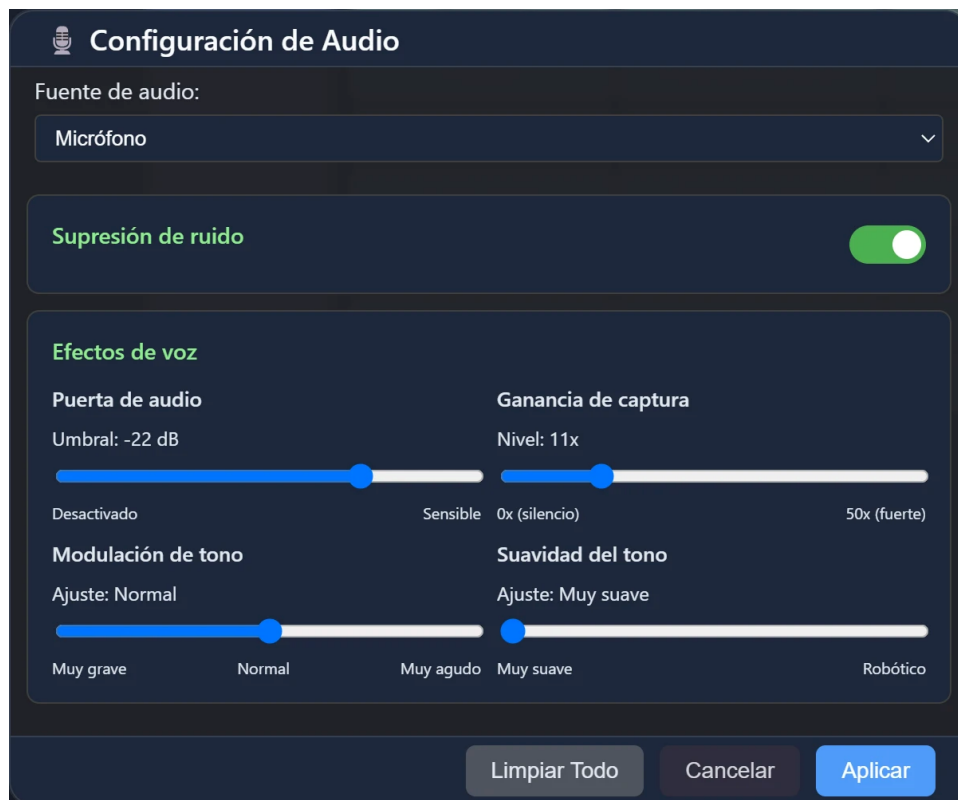 Configuración de Audio
Fuente de audio:
Micrófono
Supresión de ruido
Efectos de voz
Puerta de audio
Umbral: -22 dB
Desactivado Sensible
Ganancia de captura
Nivel: 11x
0x (silencio) 50x (fuerte)
Modulación de tono
Ajuste: Normal
Muy grave Normal Muy agudo
Suavidad del tono
Ajuste: Muy suave
Muy suave Robótico
Limpiar Todo Cancelar Aplicar